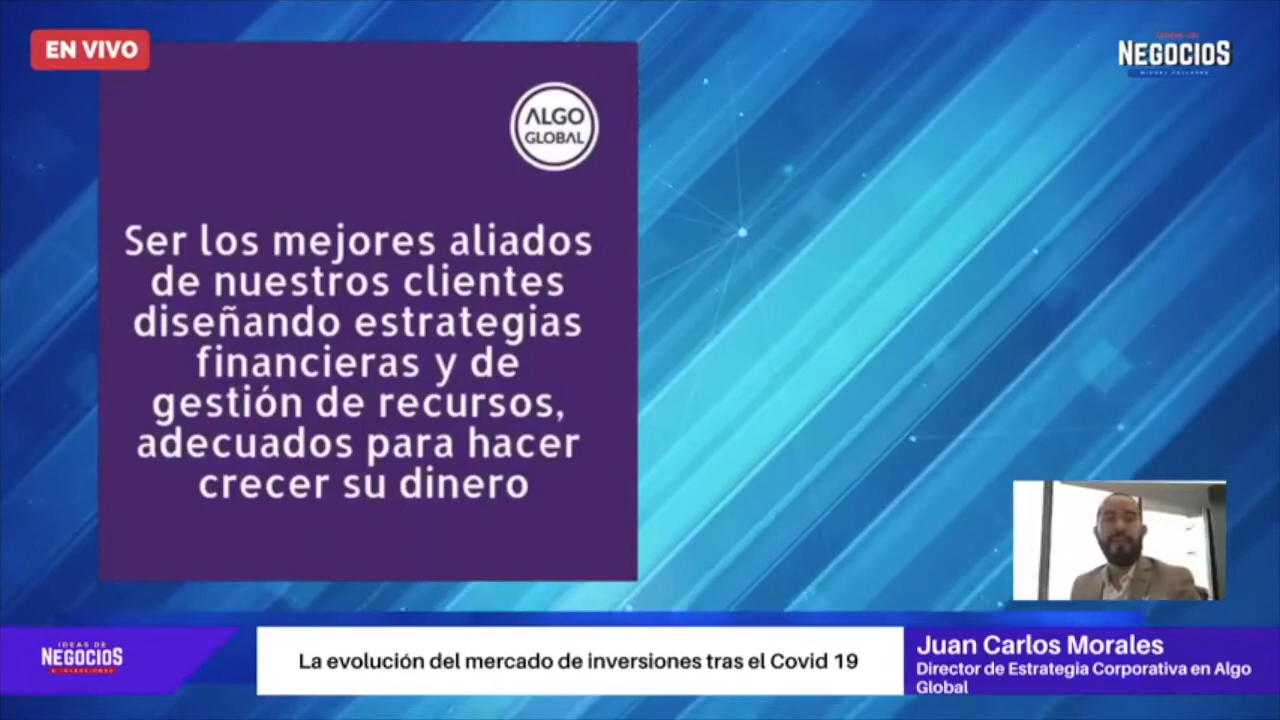 EN VIVO
NEGOCIOS
ALGO
GLOBAL
Ser los mejores aliados
de nuestros clientes
diseñando estrategias
financieras y de
gestión de recursos,
adecuados para hacer
crecer su dinero
IDEAS DE
NEGOCIOS
La evolución del mercado de inversiones tras el Covid 19
Juan Carlos Morales
Director de Estrategia Corporativa en Algo
Global